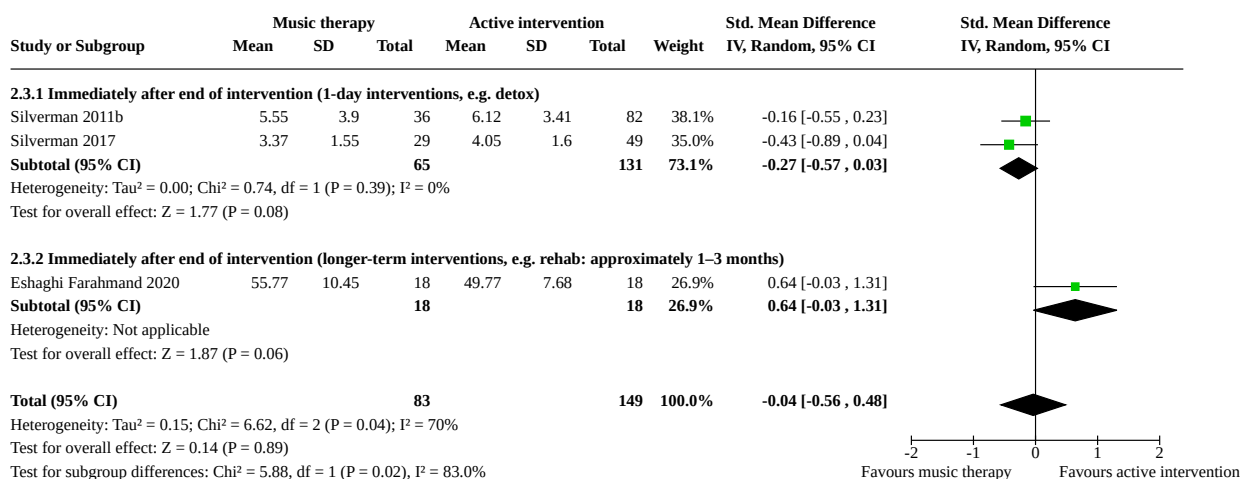 Music therapy Active intervention Std. Mean Difference Std. Mean Difference
Study or Subgroup Mean SD Total Mean SD Total Weight IV, Random, 95% CI IV, Random, 95% CI
2.3.1 Immediately after end of intervention (1-day interventions, e.g. detox)
Silverman 2011b 5.55 3.9 36 6.12 3.41 82 38.1% -0.16 [-0.55 , 0.23]
Silverman 2017 3.37 1.55 29 4.05 1.6 49 35.0% -0.43 [-0.89 , 0.04]
Subtotal (95% CI) 65 131 73.1% -0.27 [-0.57 , 0.03]
Heterogeneity: Tau² = 0.00; Chi² = 0.74, df = 1 (P = 0.39); I² = 0%
Test for overall effect: Z = 1.77 (P = 0.08)
2.3.2 Immediately after end of intervention (longer-term interventions, e.g. rehab: approximately 1–3 months)
Eshaghi Farahmand 2020 55.77 10.45 18 49.77 7.68 18 26.9% 0.64 [-0.03 , 1.31]
Subtotal (95% CI) 18 18 26.9% 0.64 [-0.03 , 1.31]
Heterogeneity: Not applicable
Test for overall effect: Z = 1.87 (P = 0.06)
Total (95% CI) 83 149 100.0% -0.04 [-0.56 , 0.48]
Heterogeneity: Tau² = 0.15; Chi² = 6.62, df = 2 (P = 0.04); I² = 70%
Test for overall effect: Z = 0.14 (P = 0.89)
-2 -1 0 1 2
Test for subgroup differences: Chi² = 5.88, df = 1 (P = 0.02), I² = 83.0% Favours music therapy Favours active intervention